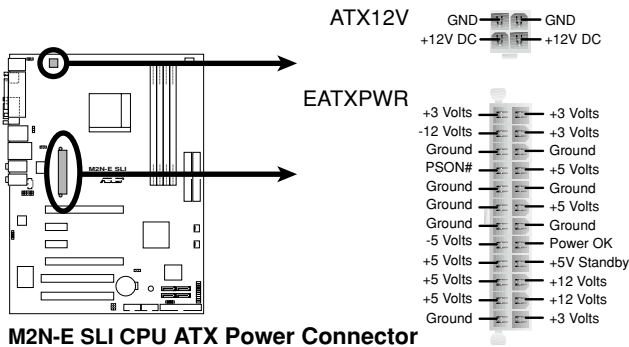 ATX12V
GND GND
+12V DC +12V DC
EATXPWR
+3 Volts +3 Volts
-12 Volts +3 Volts
Ground Ground
PSON# +5 Volts
Ground Ground
Ground +5 Volts
Ground Ground
-5 Volts Power OK
+5 Volts +5V Standby
+5 Volts +12 Volts
+5 Volts +12 Volts
Ground +3 Volts
M2N-E SLI
ASUS
M2N-E SLI CPU ATX Power Connector